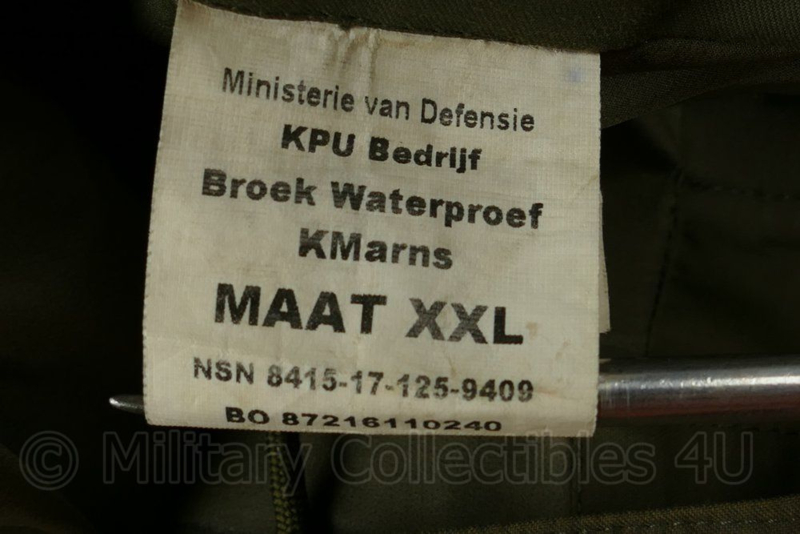 Ministerie van Defensie
KPU Bedrijf
Broek Waterproef
KMarns
MAAT XXL
NSN 8415-17-125-9409
BO 87216110240
© Military Collectibles 4U